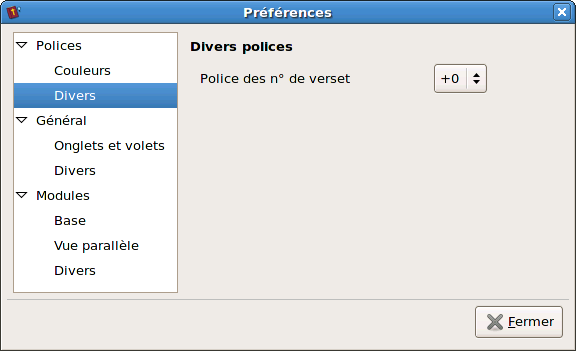 Préférences
Polices
Couleurs
Divers
Général
Onglets et volets
Divers
Modules
Base
Vue parallèle
Divers
Divers polices
Police des n° de verset
+0
Fermer